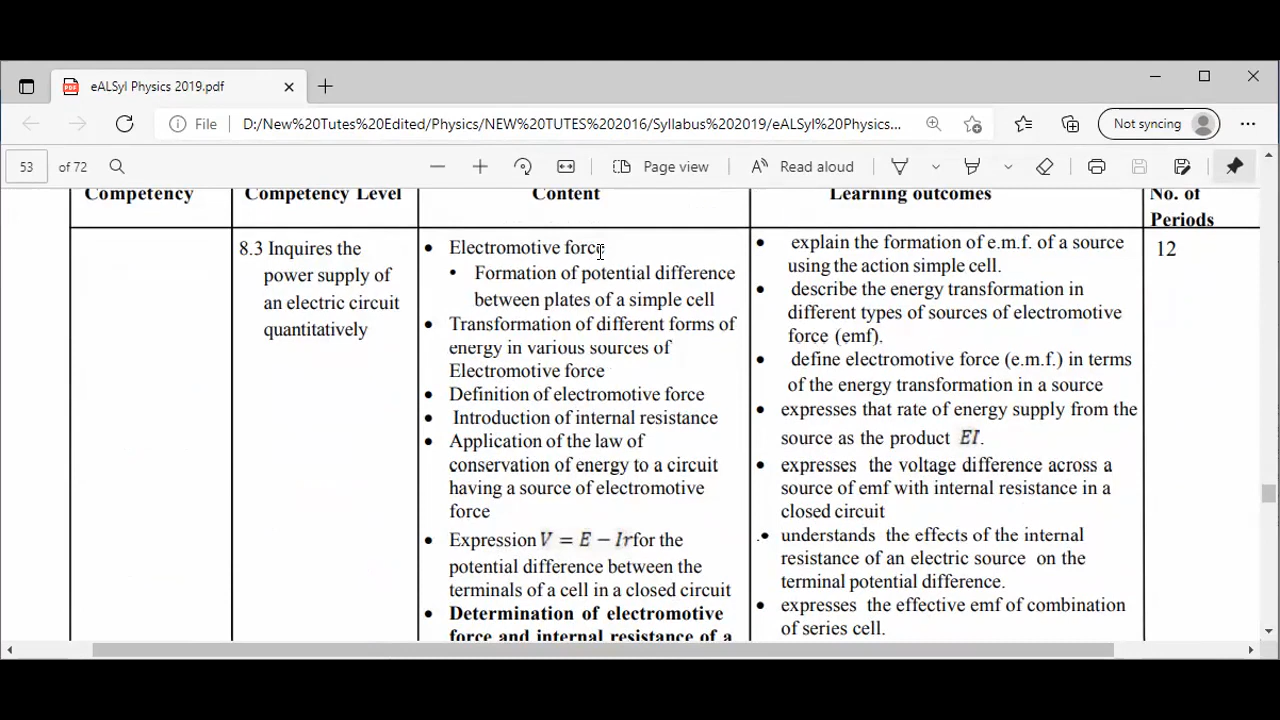 eALSyl Physics 2019.pdf
File D:/New%20Tutes%20Edited/Physics/NEW%20TUTES%202016/Syllabus%202019/eALSyl%20Physics...
Not syncing
53 of 72
Page view
Read aloud
Competency
Competency Level
Content
Learning outcomes
No. of
Periods
8.3 Inquires the
power supply of
an electric circuit
quantitatively
• Electromotive force
• Formation of potential difference
between plates of a simple cell
• Transformation of different forms of
energy in various sources of
Electromotive force
• Definition of electromotive force
• Introduction of internal resistance
• Application of the law of
conservation of energy to a circuit
having a source of electromotive
force
• Expression V = E − Ir for the
potential difference between the
terminals of a cell in a closed circuit
• Determination of electromotive
force and internal resistance of a
• explain the formation of e.m.f. of a source
using the action simple cell.
• describe the energy transformation in
different types of sources of electromotive
force (emf).
• define electromotive force (e.m.f.) in terms
of the energy transformation in a source
• expresses that rate of energy supply from the
source as the product EI.
• expresses the voltage difference across a
source of emf with internal resistance in a
closed circuit
.• understands the effects of the internal
resistance of an electric source on the
terminal potential difference.
• expresses the effective emf of combination
of series cell.
12